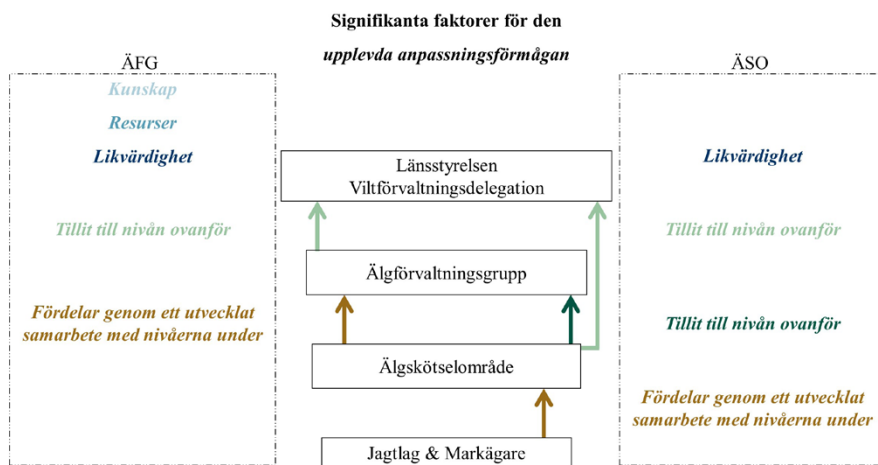 Signifikanta faktorer för den
upplevda anpassningsförmågan
ÄFG
Kunskap
Resurser
Likvärdighet
Tillit till nivån ovanför
Fördelar genom ett utvecklat
samarbete med nivåerna under
Länsstyrelsen
Viltförvaltningsdelegation
Älgförvaltningsgrupp
Älgskötselområde
Jagtlag & Markägare
ÄSO
Likvärdighet
Tillit till nivån ovanför
Tillit till nivån ovanför
Fördelar genom ett utvecklat
samarbete med nivåerna under